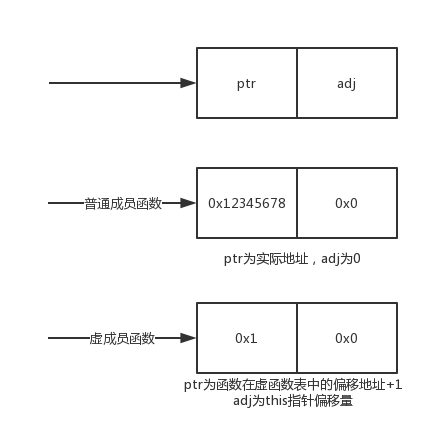 ptr adj
普通成员函数 0x12345678 0x0
ptr为实际地址，adj为0
虚成员函数 0x1 0x0
ptr为函数在虚函数表中的偏移地址+1
adj为this指针偏移量